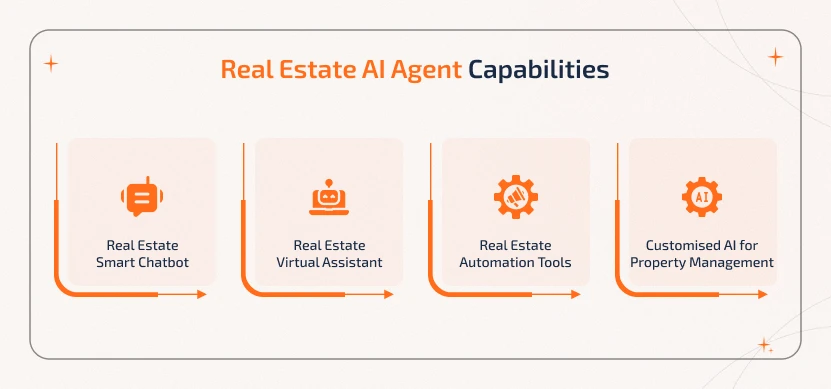 Real Estate AI Agent Capabilities
Real Estate
Smart Chatbot
Real Estate
Virtual Assistant
Real Estate
Automation Tools
AI
Customised AI for
Property Management